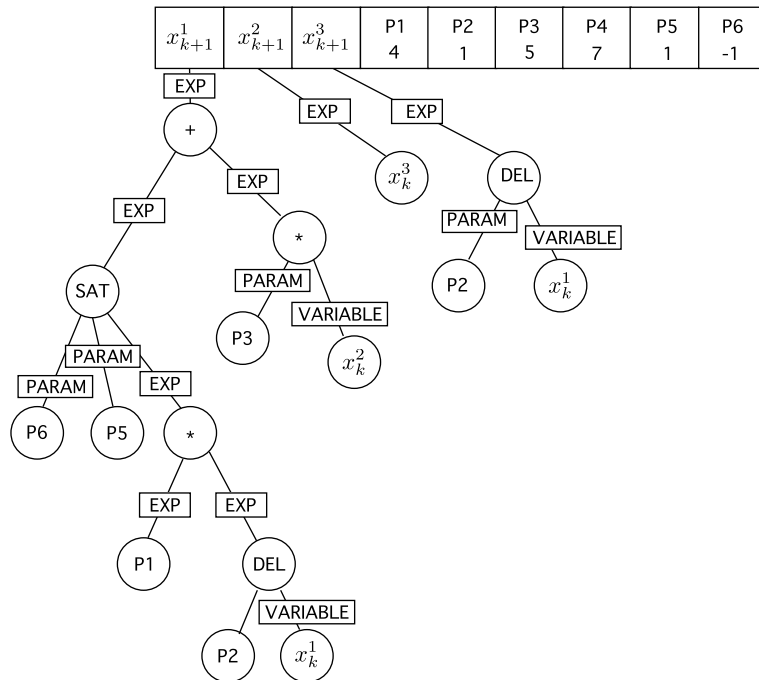 x^1_{k+1} x^2_{k+1} x^3_{k+1} P1 P2 P3 P4 P5 P6
4 1 5 7 1 -1
EXP
EXP EXP
+
x^3_k DEL
EXP
EXP
PARAM
*
VARIABLE
PARAM
SAT P2 x^1_k
VARIABLE
P3
PARAM
x^2_k
PARAM EXP
P6 P5 *
EXP EXP
P1 DEL
VARIABLE
P2 x^1_k